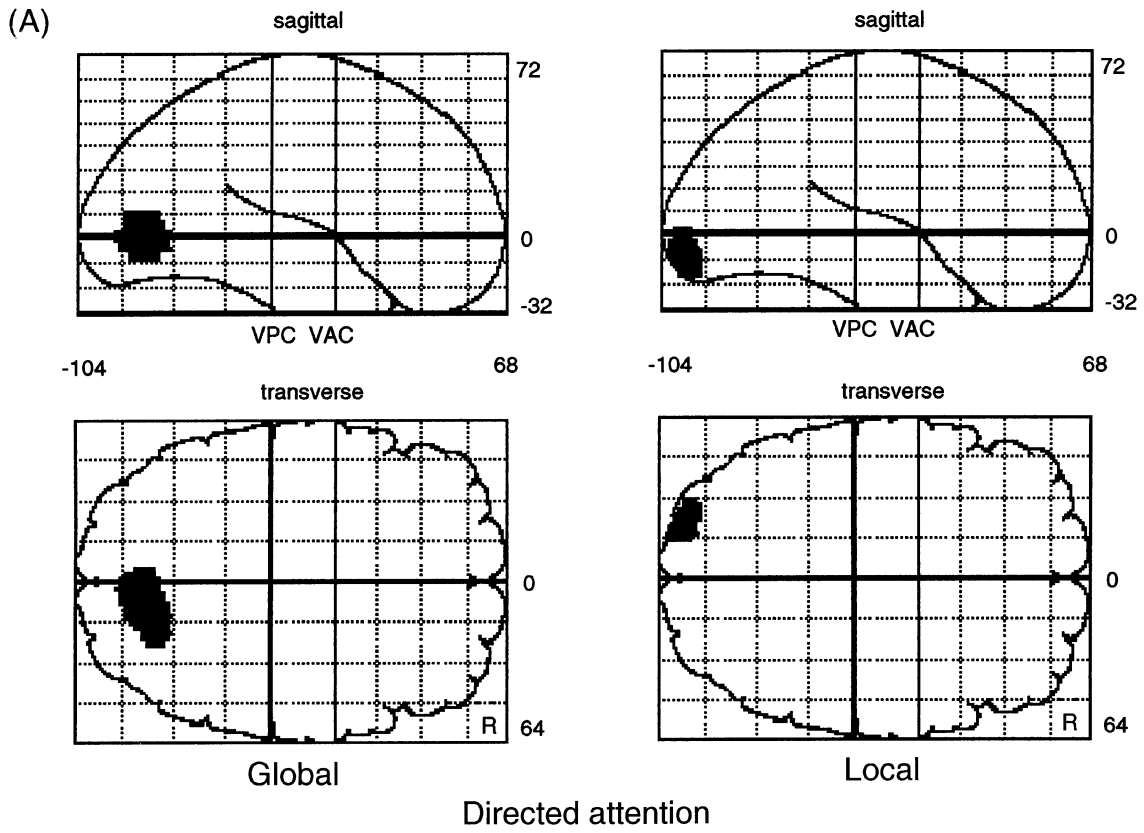 (A)
sagittal
sagittal
72
72
0
0
-32
-32
VPC VAC
VPC VAC
-104
68
-104
68
transverse
transverse
0
0
R
64
R
64
Global
Local
Directed attention